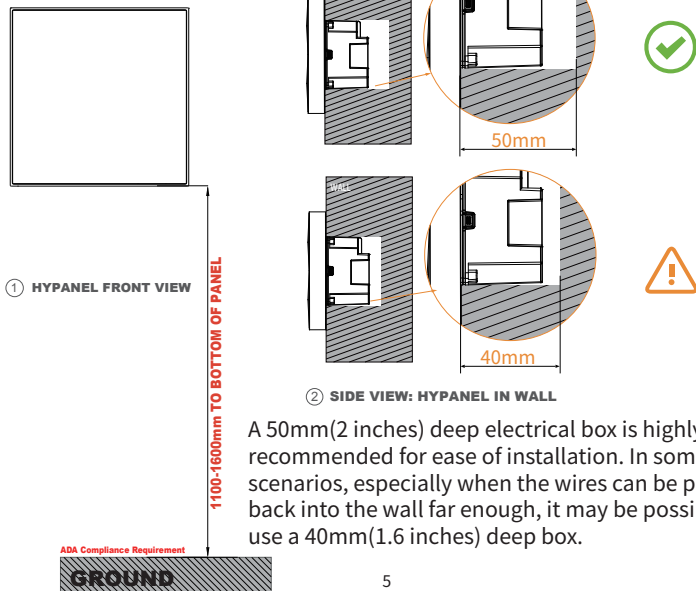 50mm
WALL
40mm
① HYPANEL FRONT VIEW
1100-1600mm TO BOTTOM OF PANEL
② SIDE VIEW: HYPANEL IN WALL
A 50mm(2 inches) deep electrical box is highly
recommended for ease of installation. In som
scenarios, especially when the wires can be p
back into the wall far enough, it may be possi
use a 40mm(1.6 inches) deep box.
ADA Compliance Requirement
GROUND
5